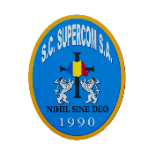 S.C. SUPERCOM S.A.
NIHIL SINE DEO
1990